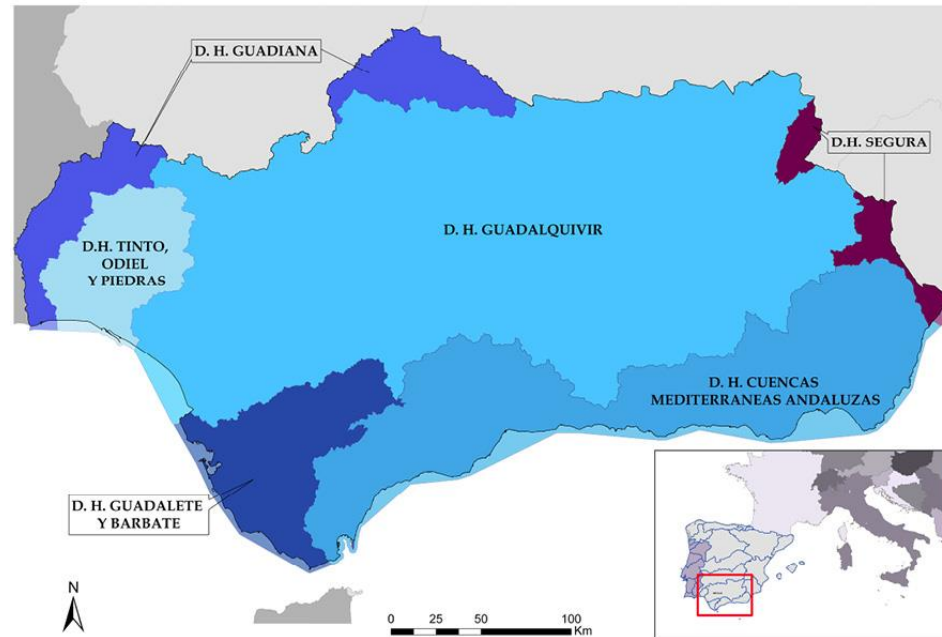 D. H. GUADIANA
D.H. SEGURA
D. H. GUADALQUIVIR
D.H. TINTO,
ODIEL
Y PIEDRAS
D. H. CUENCAS
MEDITERRANEAS ANDALUZAS
D. H. GUADALETE
Y BARBATE
N
0 25 50 100
Km